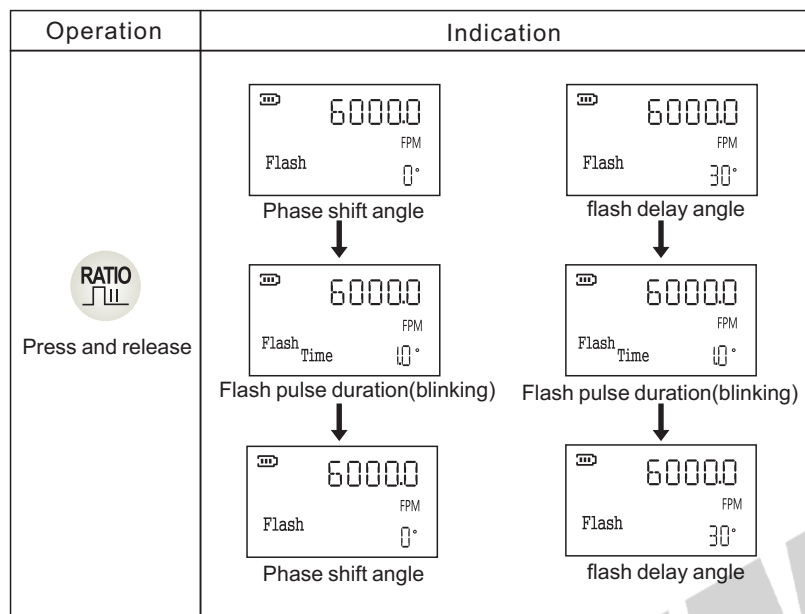 Operation
Indication
RATIO
Press and release
6000.0
FPM
Flash
0°
Phase shift angle
6000.0
FPM
Flash Time
1.0°
Flash pulse duration(blinking)
6000.0
FPM
Flash
0°
Phase shift angle
6000.0
FPM
Flash
30°
flash delay angle
6000.0
FPM
Flash Time
1.0°
Flash pulse duration(blinking)
6000.0
FPM
Flash
30°
flash delay angle